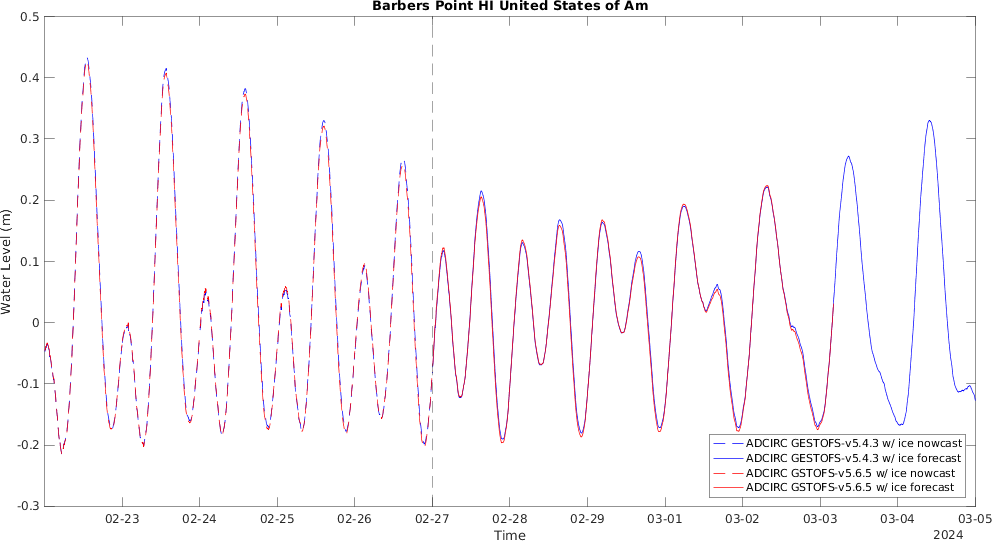 Barbers Point HI United States of Am
Water Level (m)
0.5
0.4
0.3
0.2
0.1
0
-0.1
-0.2
-0.3
ADCIRC GESTOFS-v5.4.3 w/ ice nowcast
ADCIRC GESTOFS-v5.4.3 w/ ice forecast
ADCIRC GSTOFS-v5.6.5 w/ ice nowcast
ADCIRC GSTOFS-v5.6.5 w/ ice forecast
02-23 02-24 02-25 02-26 02-27 02-28 02-29 03-01 03-02 03-03 03-04 03-05
Time
2024